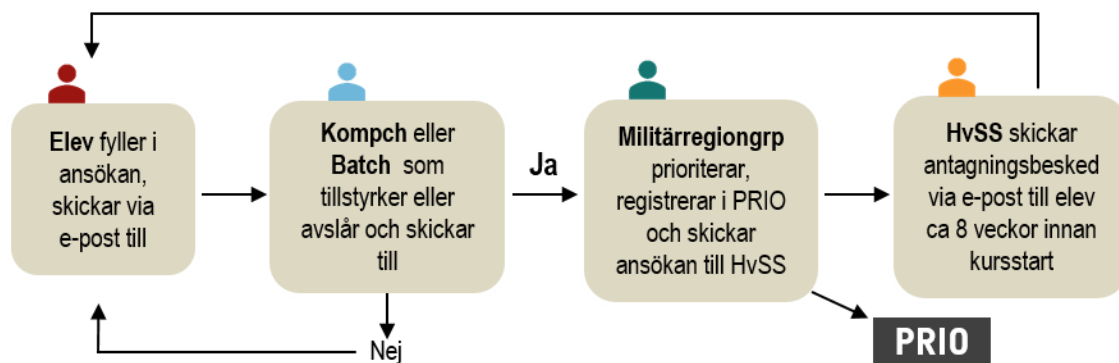 Elev fyller i
ansökan,
skickar via
e-post till
Kompch eller
Batch som
tillstyrker eller
avslår och skickar
till
Ja
Nej
Militärregiongrp
prioriterar,
registrerar i PRIO
och skickar
ansökan till HvSS
PRIO
HvSS skickar
antagningsbesked
via e-post till elev
ca 8 veckor innan
kursstart